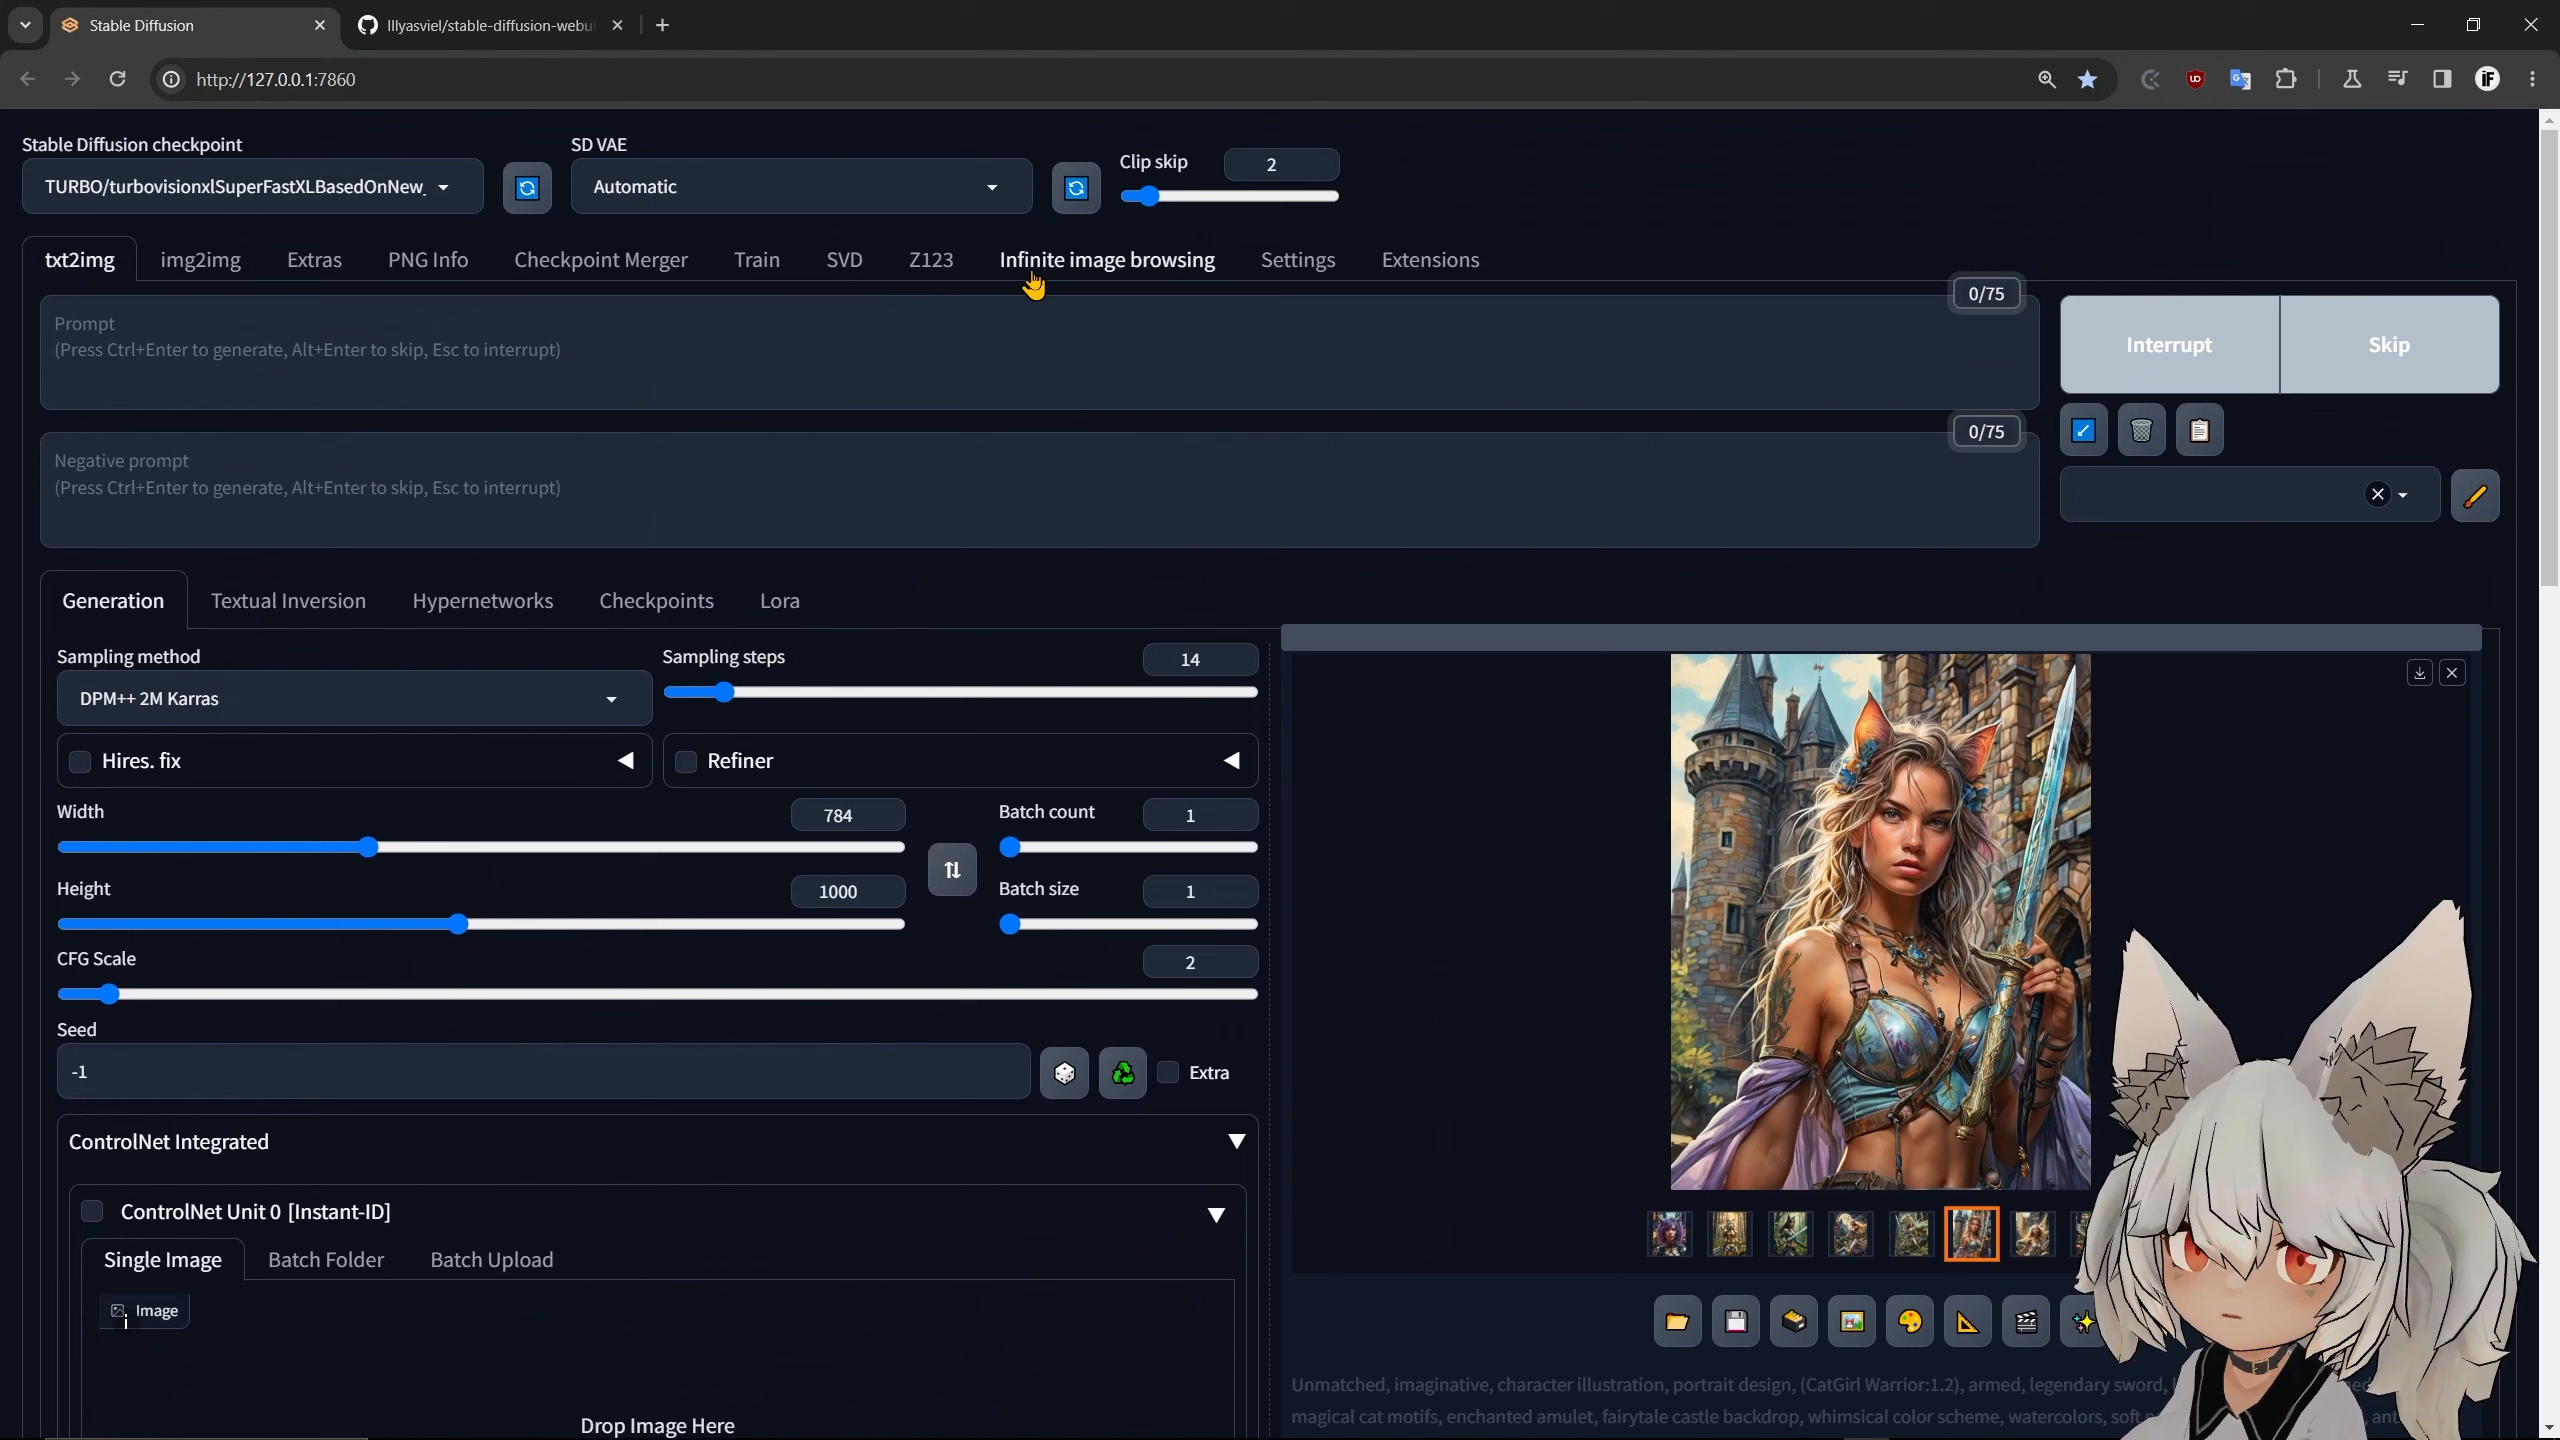 Stable Diffusion
lllyasviel/stable-diffusion-webui
http://127.0.0.1:7860
Stable Diffusion checkpoint
TURBO/turbovisionxlSuperFastXLBasedOnNew_
SD VAE
Automatic
Clip skip
2
txt2img
img2img
Extras
PNG Info
Checkpoint Merger
Train
SVD
Z123
Infinite image browsing
Settings
Extensions
0/75
Prompt
(Press Ctrl+Enter to generate, Alt+Enter to skip, Esc to interrupt)
Interrupt
Skip
0/75
Negative prompt
(Press Ctrl+Enter to generate, Alt+Enter to skip, Esc to interrupt)
Generation
Textual Inversion
Hypernetworks
Checkpoints
Lora
Sampling method
DPM++ 2M Karras
Sampling steps
14
Hires. fix
Refiner
Width
784
Batch count
1
Height
1000
Batch size
1
CFG Scale
2
Seed
-1
Extra
ControlNet Integrated
ControlNet Unit 0 [Instant-ID]
Single Image
Batch Folder
Batch Upload
Image
Drop Image Here
Unmatched, imaginative, character illustration, portrait design, (CatGirl Warrior:1.2), armed, legendary sword,
magical cat motifs, enchanted amulet, fairytale castle backdrop, whimsical color scheme, watercolors, soft